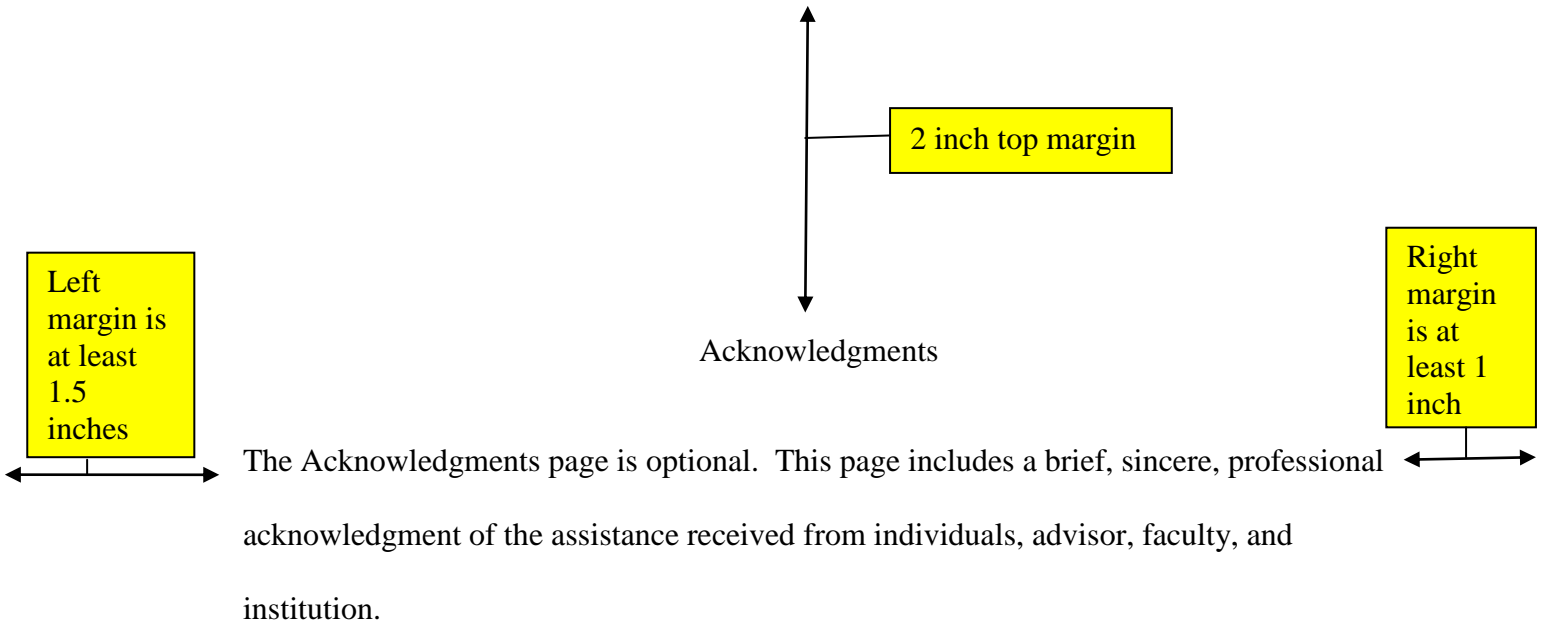 2 inch top margin
Left
margin is
at least
1.5
inches
Right
margin
is at
least 1
inch
Acknowledgments
The Acknowledgments page is optional.  This page includes a brief, sincere, professional
acknowledgment of the assistance received from individuals, advisor, faculty, and
institution.